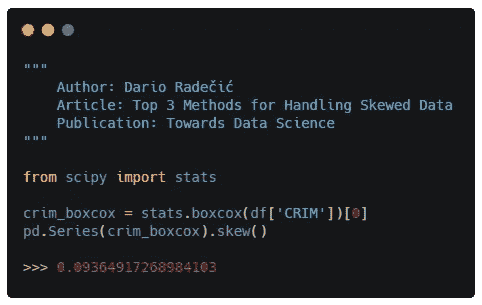 """
    Author: Dario Radečić
    Article: Top 3 Methods for Handling Skewed Data
    Publication: Towards Data Science
"""
from scipy import stats
crim_boxcox = stats.boxcox(df['CRIM'])[0]
pd.Series(crim_boxcox).skew()
>>> 0.09364917268984103